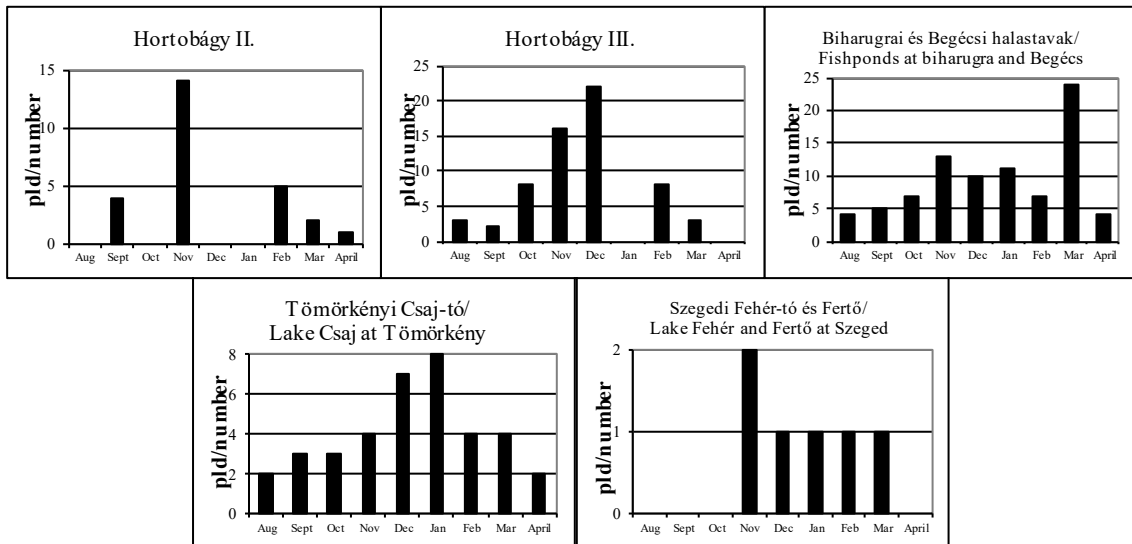 Hortobágy II.
pld/number
15
10
5
0
Aug Sept Oct Nov Dec Jan Feb Mar April
Hortobágy III.
pld/number
25
20
15
10
5
0
Aug Sept Oct Nov Dec Jan Feb Mar April
Biharugrai és Begécsi halastavak/
Fishponds at biharugra and Begécs
pld/number
25
20
15
10
5
0
Aug Sept Oct Nov Dec Jan Feb Mar April
Tömörkényi Csaj-tó/
Lake Csaj at Tömörkény
pld/number
8
6
4
2
0
Aug Sept Oct Nov Dec Jan Feb Mar April
Szegedi Fehér-tó és Fertő/
Lake Fehér and Fertő at Szeged
pld/number
2
1
0
Aug Sept Oct Nov Dec Jan Feb Mar April